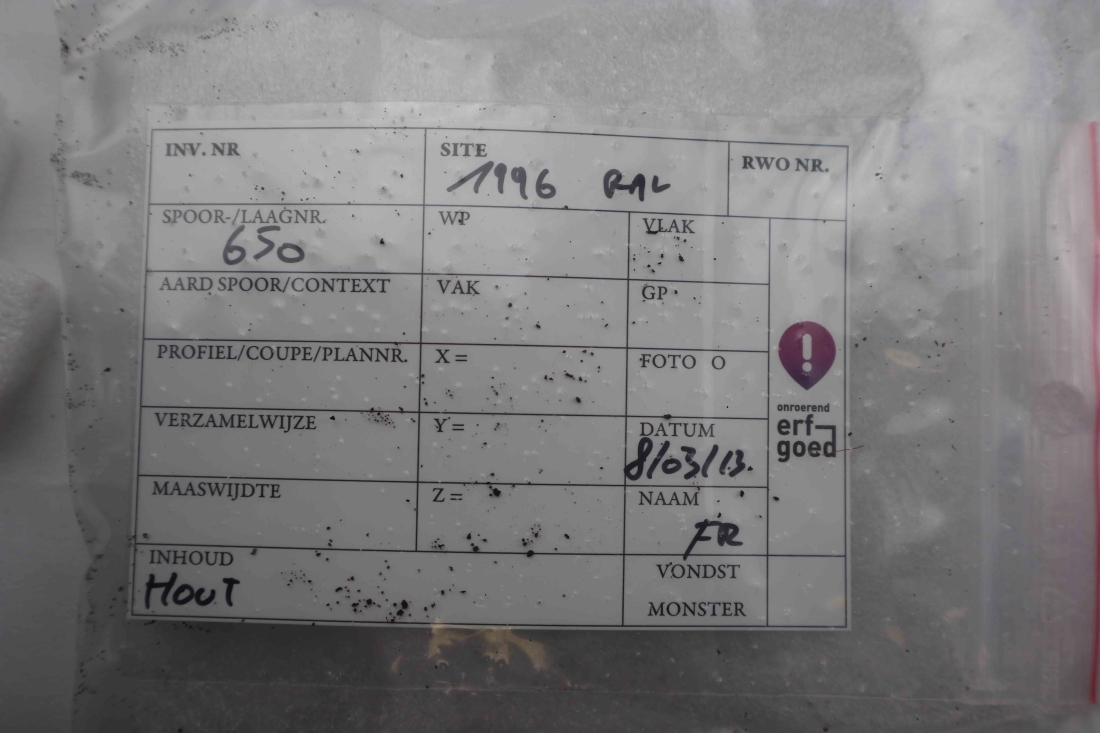 INV. NR SITE RWO NR.
1996 RAL
SPOOR-/LAAGNR. WP VLAK
650
AARD SPOOR/CONTEXT VAK GP
PROFIEL/COUPE/PLANNR. X = FOTO O
VERZAMELWIJZE Y = DATUM
8/03/13.
MAASWIJDTE Z = NAAM
FR
INHOUD VONDST
HOUT MONSTER
onroerend
erf-
goed